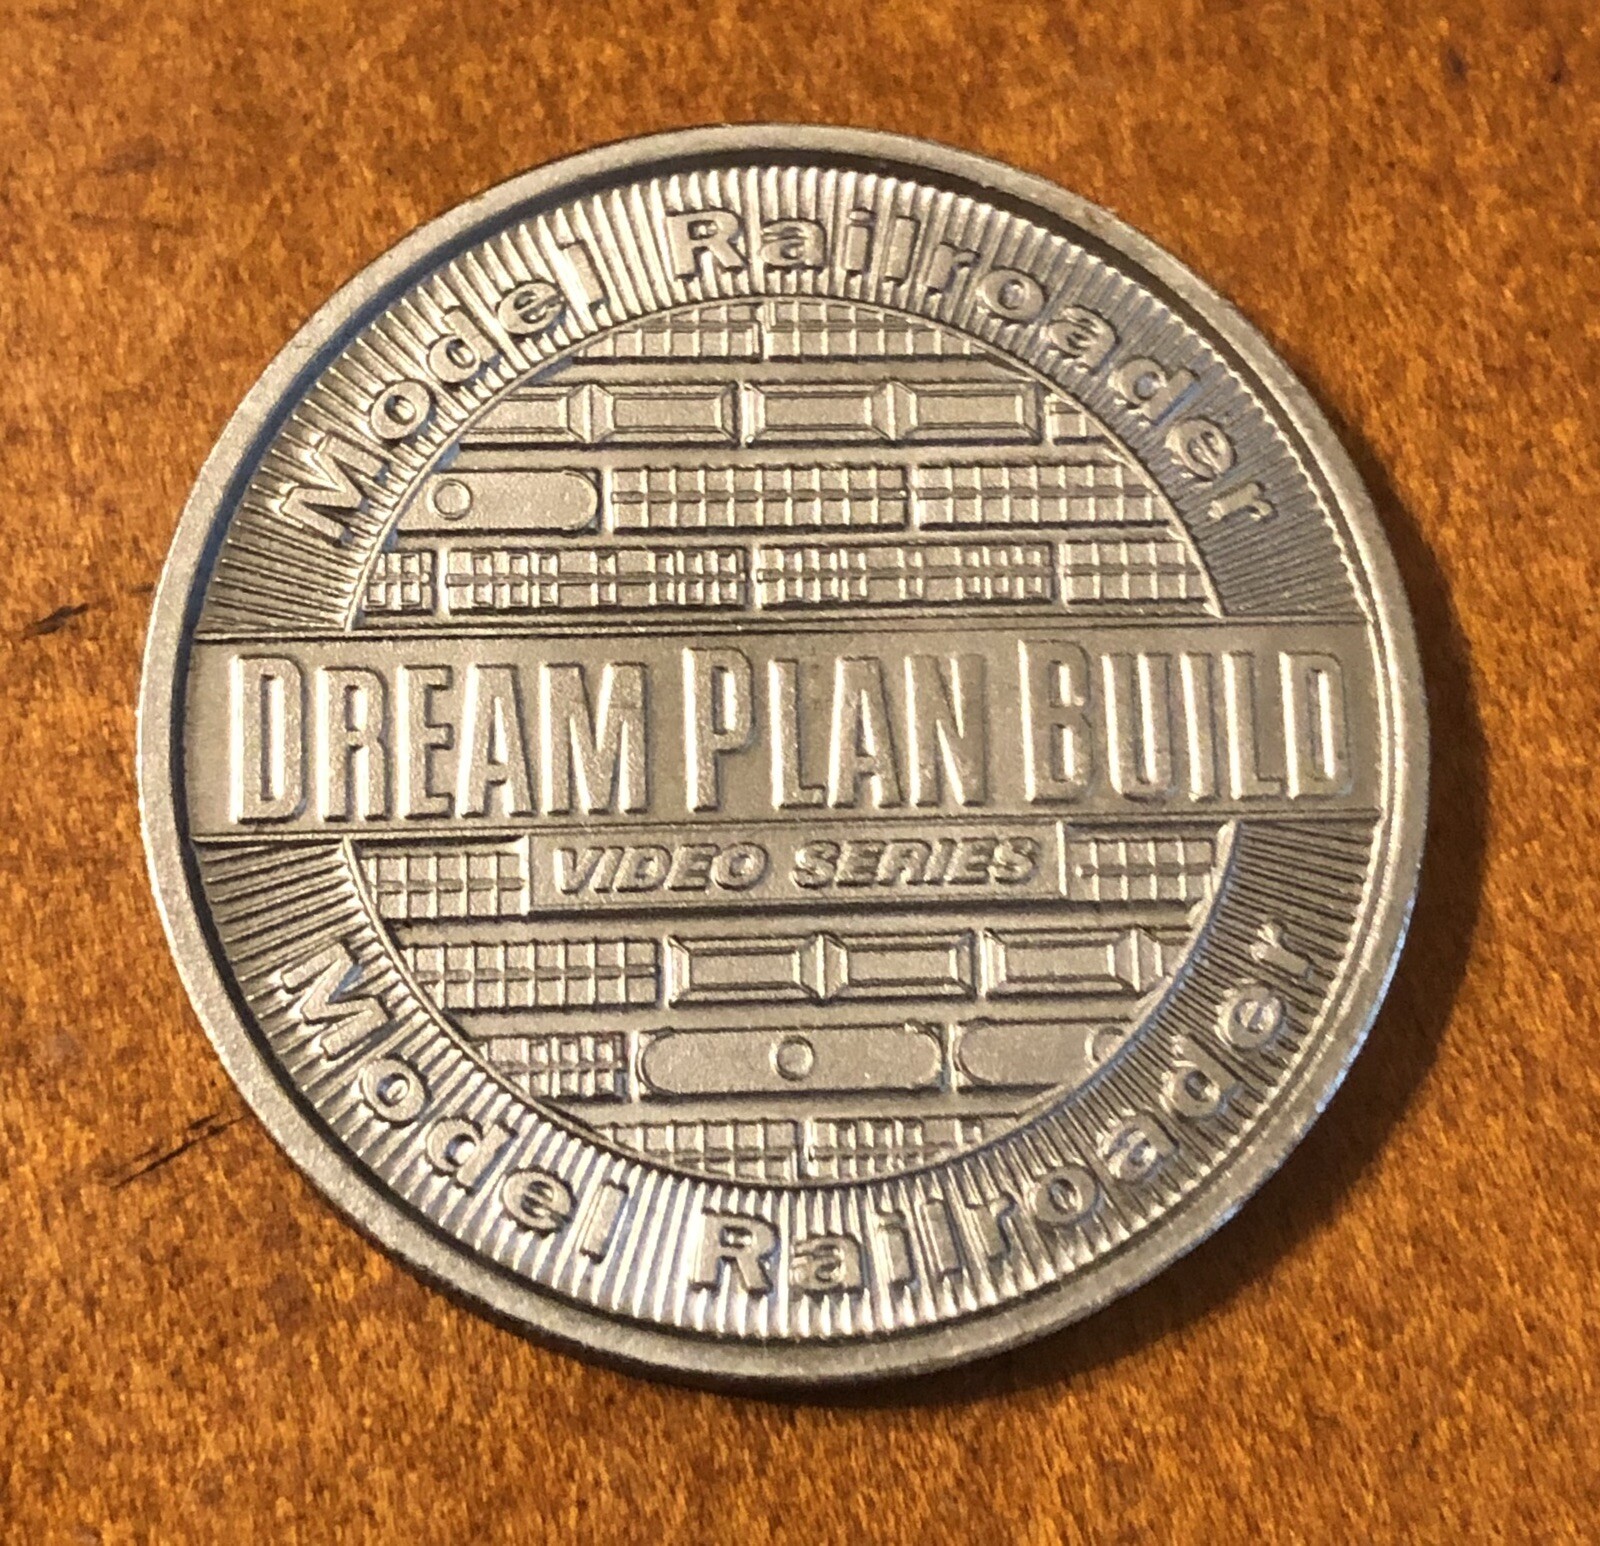 Model Railroader
DREAM PLAN BUILD
VIDEO SERIES
Model Railroader